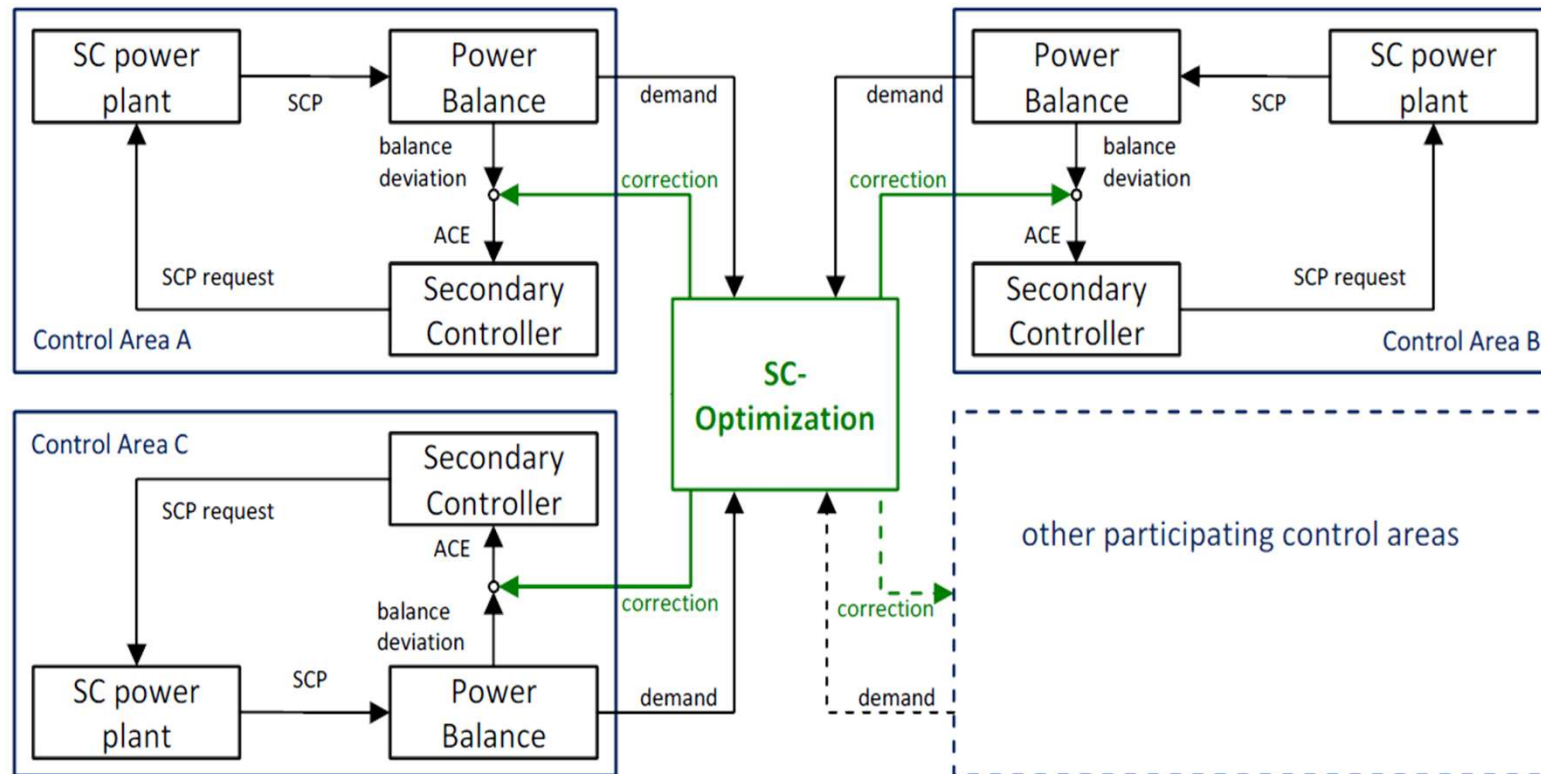 SC power
plant
SCP
Power
Balance
demand
balance
deviation
correction
ACE
SCP request
Secondary
Controller
Control Area A
demand
Power
Balance
SCP
SC power
plant
balance
deviation
correction
ACE
SCP request
Secondary
Controller
Control Area B
SC-
Optimization
Control Area C
Secondary
Controller
SCP request
ACE
correction
balance
deviation
SC power
plant
SCP
Power
Balance
demand
other participating control areas
correction
demand